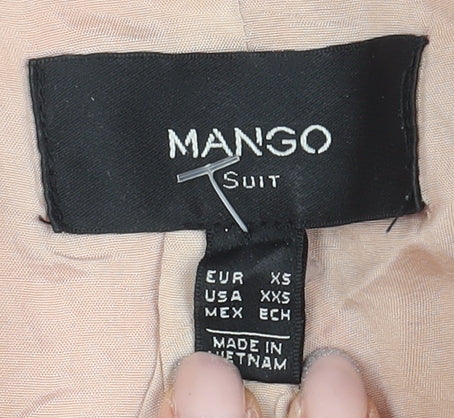 MANGO
SUIT
EUR XS
USA XXS
MEX ECH
MADE IN
VIETNAM